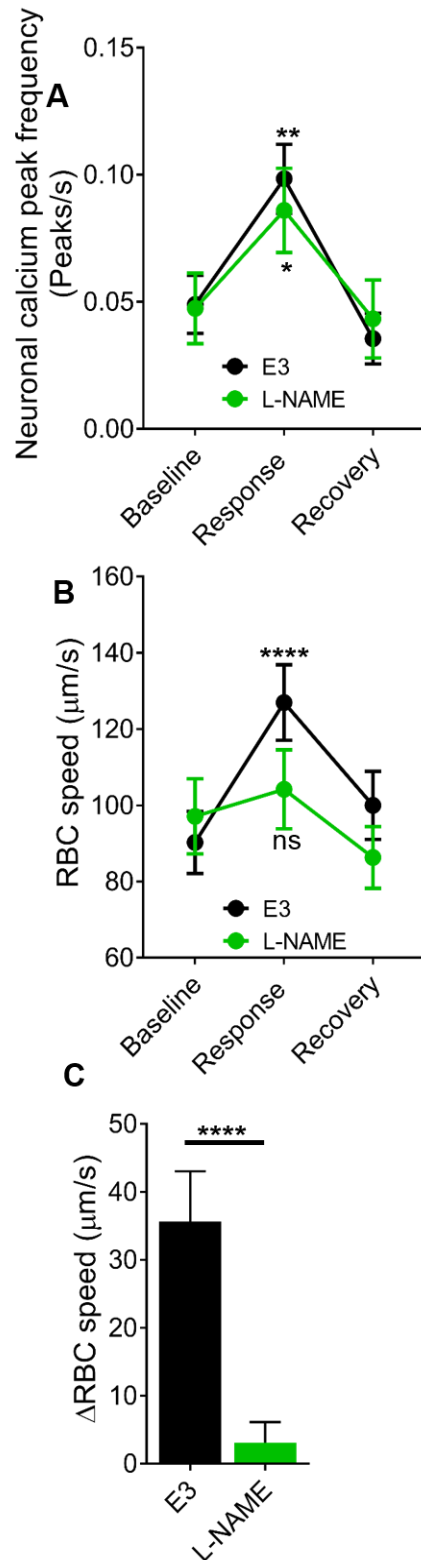 A
Neuronal calcium peak frequency
(Peaks/s)
0.15
0.10
0.05
0.00
**
*
E3
L-NAME
Baseline
Response
Recovery
B
RBC speed (μm/s)
160
140
120
100
80
60
****
ns
E3
L-NAME
Baseline
Response
Recovery
C
ΔRBC speed (μm/s)
50
40
30
20
10
0
****
E3
L-NAME